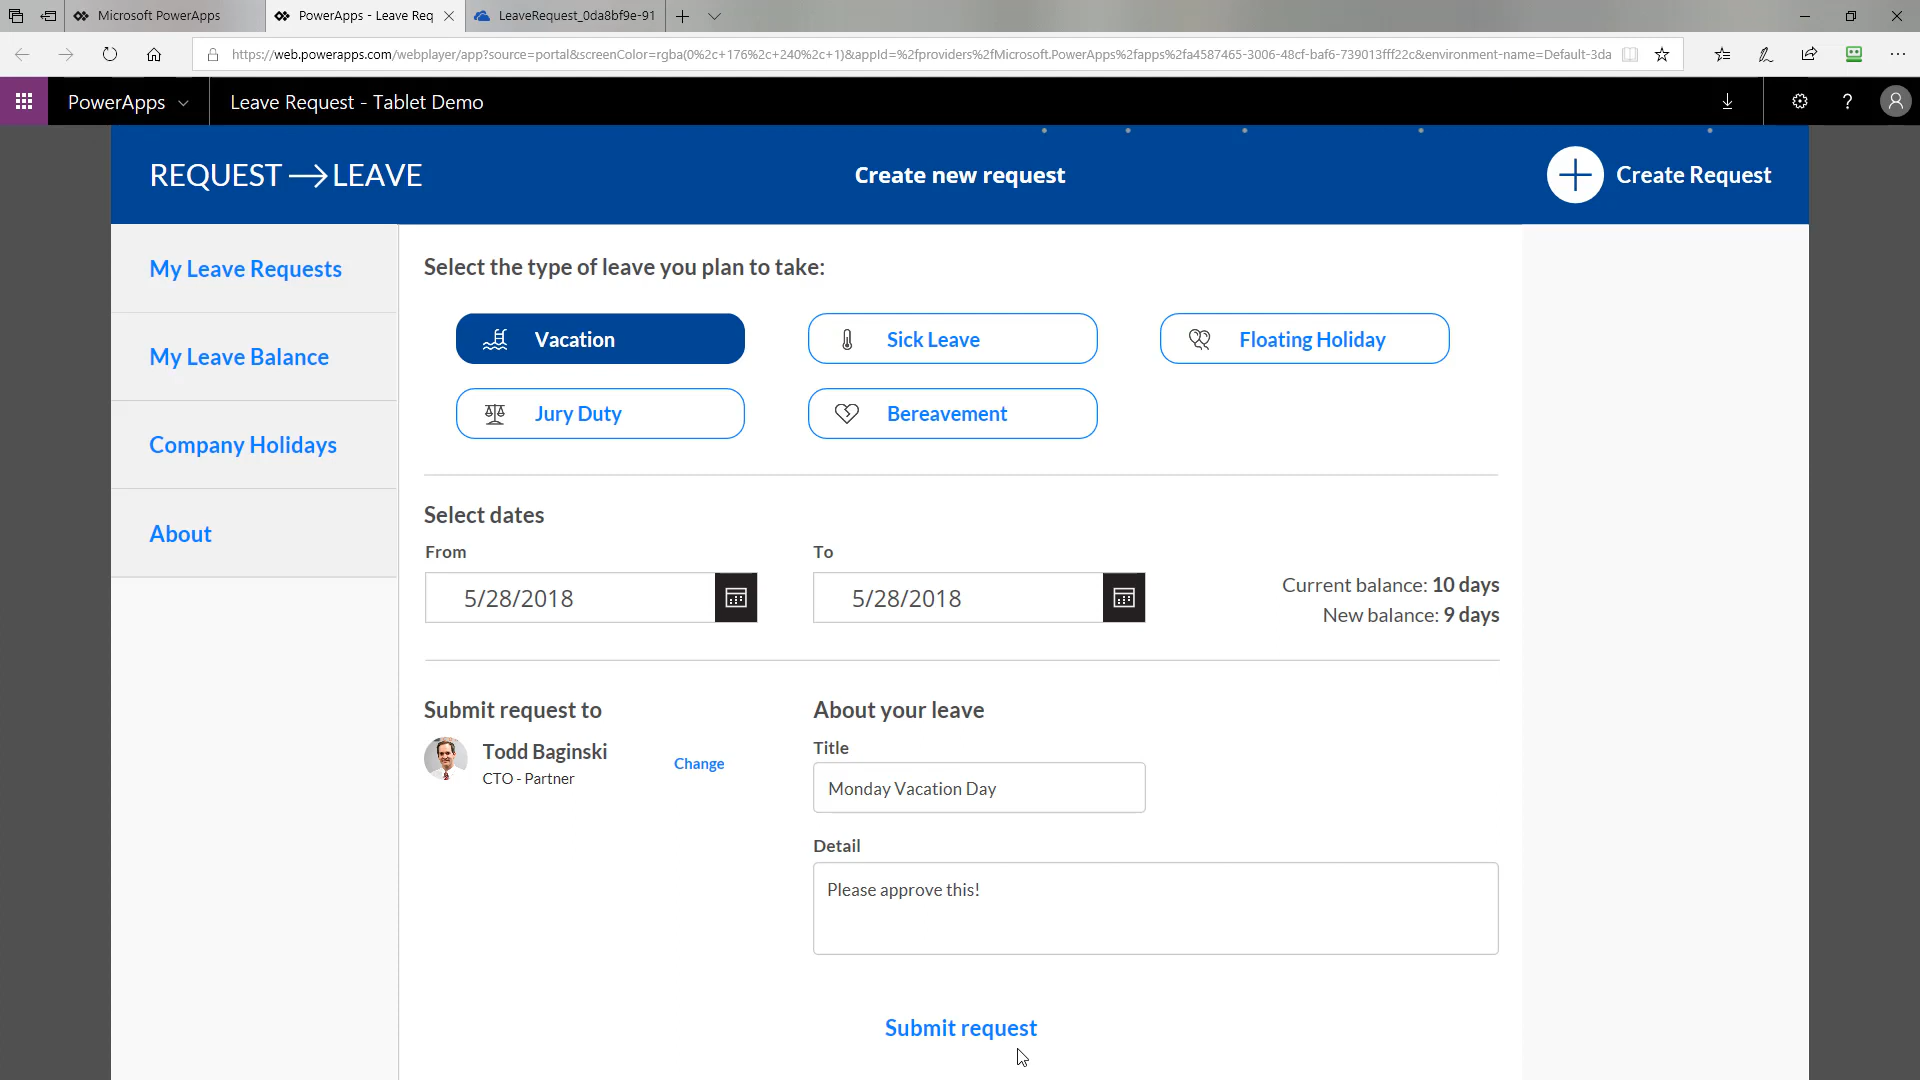 Microsoft PowerApps
PowerApps - Leave Req
LeaveRequest_0da8bf9e-91
https://web.powerapps.com/webplayer/app?source=portal&screenColor=rgba(0%2c+176%2c+240%2c+1)&appId=%2fproviders%2fMicrosoft.PowerApps%2fapps%2fa4587465-3006-48cf-baf6-739013fff22c&environment-name=Default-3da
PowerApps
Leave Request - Tablet Demo
?
REQUEST LEAVE
Create new request
Create Request
My Leave Requests
My Leave Balance
Company Holidays
About
Select the type of leave you plan to take:
Vacation
Sick Leave
Floating Holiday
Jury Duty
Bereavement
Select dates
From
To
5/28/2018
5/28/2018
Current balance: 10 days
New balance: 9 days
Submit request to
Todd Baginski
CTO - Partner
Change
About your leave
Title
Monday Vacation Day
Detail
Please approve this!
Submit request